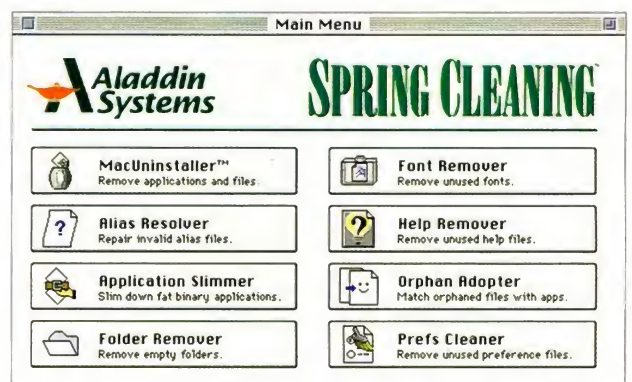 Main Menu
Aladdin
Systems
SPRING CLEANING™
MacUninstaller™
Remove applications and files.
Font Remover
Remove unused fonts.
Alias Resolver
Repair invalid alias files.
Help Remover
Remove unused help files.
Application Slimmer
Slim down fat binary applications.
Orphan Adopter
Match orphaned files with apps.
Folder Remover
Remove empty folders.
Prefs Cleaner
Remove unused preference files.